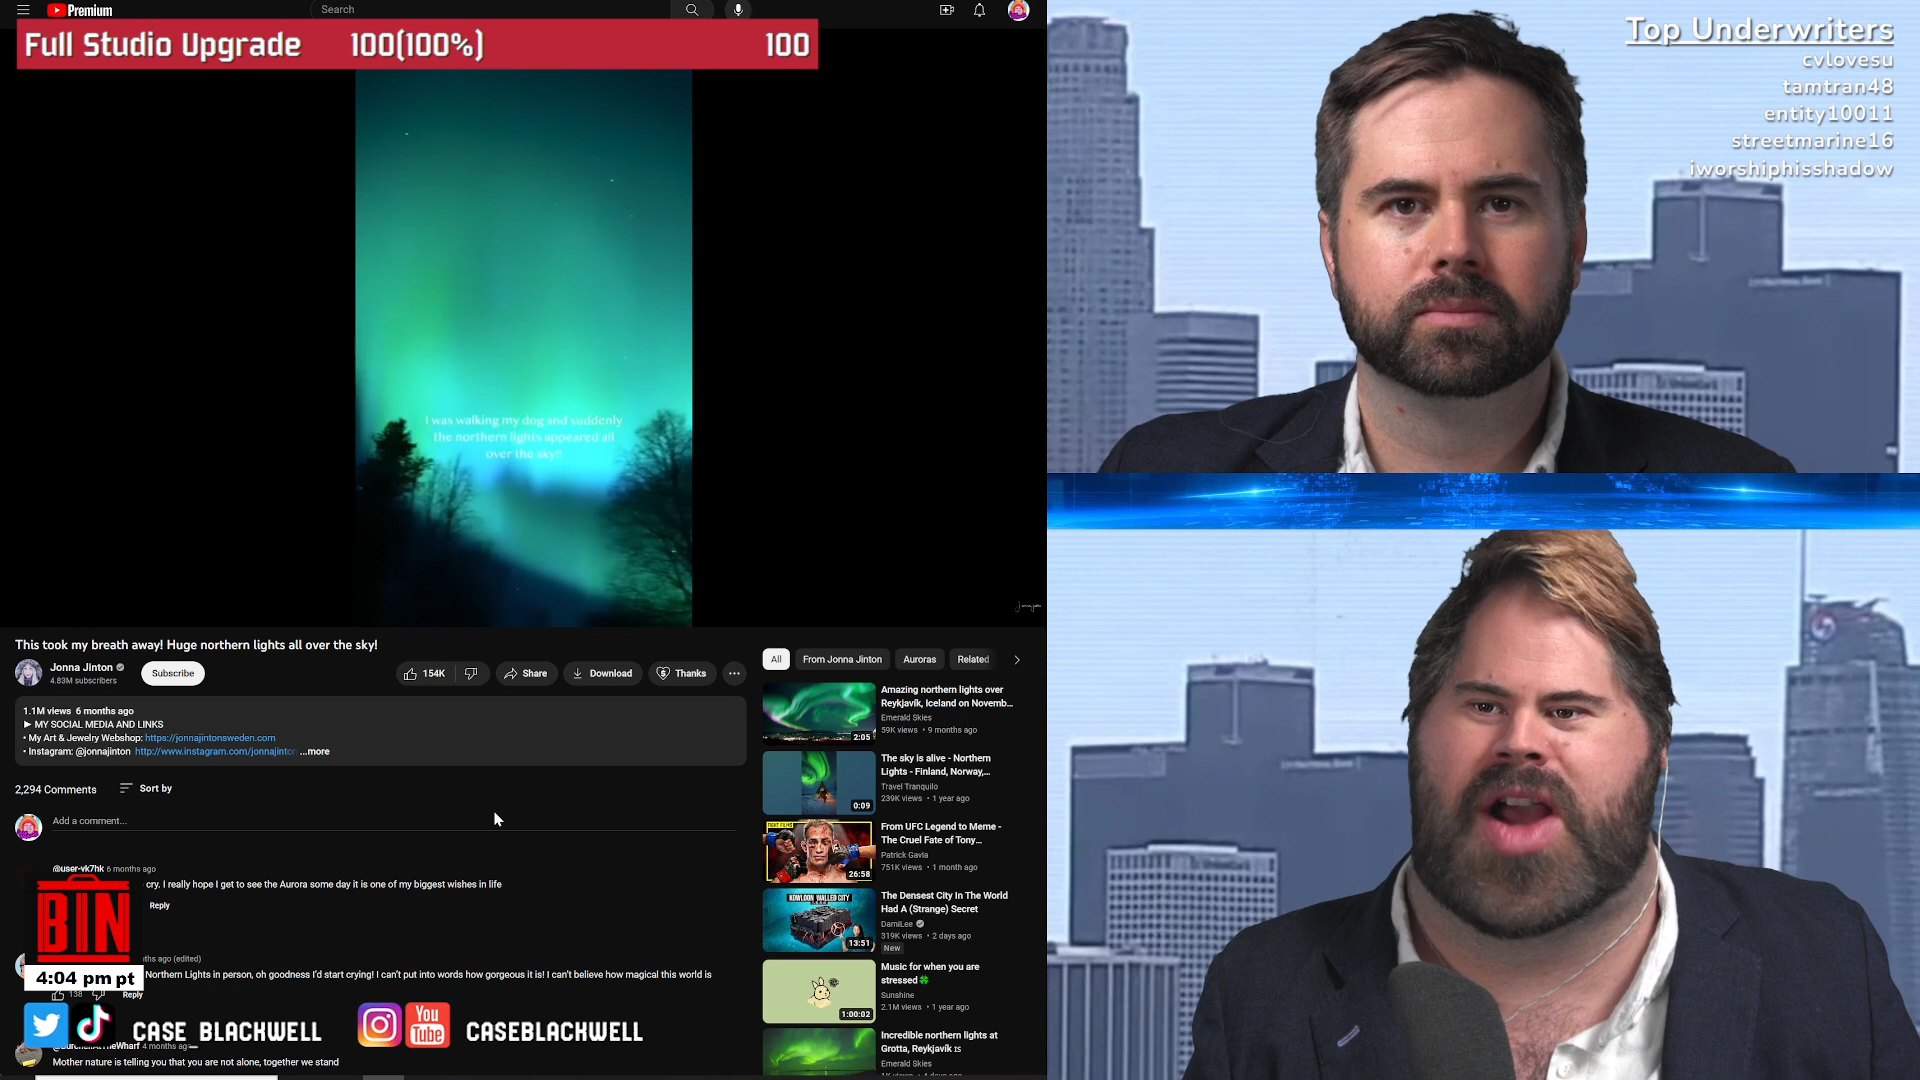 Premium
Search
Full Studio Upgrade 100(100%) 100
I was walking my dog and suddenly
the northern lights appeared all
over the sky!!
This took my breath away! Huge northern lights all over the sky!
Jonna Jinton
4.83M subscribers
Subscribe
154K
Share
Download
Thanks
1.1M views 6 months ago
► MY SOCIAL MEDIA AND LINKS
• My Art & Jewelry Webshop: https://jonnajintonsweden.com
• Instagram: @jonnajinton http://www.instagram.com/jonnajinton ...more
2,294 Comments
Sort by
Add a comment...
@user-vk7hk 6 months ago
cry. I really hope I get to see the Aurora some day it is one of my biggest wishes in life
Reply
ago (edited)
Northern Lights in person, oh goodness I'd start crying! I can't put into words how gorgeous it is! I can't believe how magical this world is
138
Reply
4 months ago
Mother nature is telling you that you are not alone, together we stand
BIN
4:04 pm pt
CASE BLACKWELL
You
Tube
CASEBLACKWELL
All
From Jonna Jinton
Auroras
Related
Amazing northern lights over
Reykjavík, Iceland on Novemb...
Emerald Skies
59K views • 9 months ago
2:05
The sky is alive - Northern
Lights - Finland, Norway,...
Travel Tranquilo
239K views • 1 year ago
0:09
From UFC Legend to Meme -
The Cruel Fate of Tony...
Patrick Gavia
751K views • 1 month ago
26:58
The Densest City In The World
Had A (Strange) Secret
DamiLee
319K views • 2 days ago
New
KOWLOON WALLED CITY
13:51
Music for when you are
stressed
Sunshine
2.1M views • 1 year ago
1:00:02
Incredible northern lights at
Grotta, Reykjavík is
Emerald Skies
Top Underwriters
cvlovesu
tamtran48
entity10011
streetmarine16
iworshiphisshadow